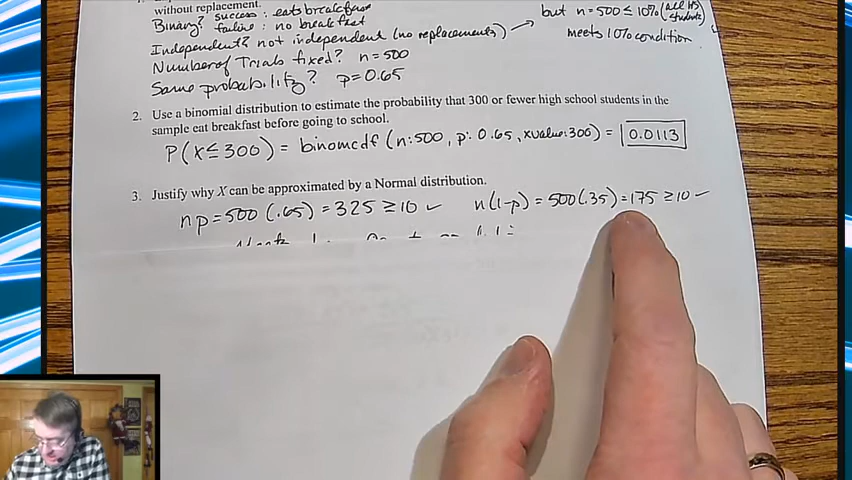 without replacement.
Binary? success: eats breakfast
failure: no breakfast
Independent? not independent (no replacements) →
but n=500 ≤ 10% (all HS students)
meets 10% condition
Number of Trials fixed? n=500
Same probability? p=0.65
2. Use a binomial distribution to estimate the probability that 300 or fewer high school students in the
sample eat breakfast before going to school.
P(X≤300) = binomcdf (n:500, p: 0.65, xvalue:300) = 0.0113
3. Justify why X can be approximated by a Normal distribution.
np=500 (.65) = 325 ≥ 10 ✓ n(1-p) = 500(.35) = 175 ≥ 10 ✓